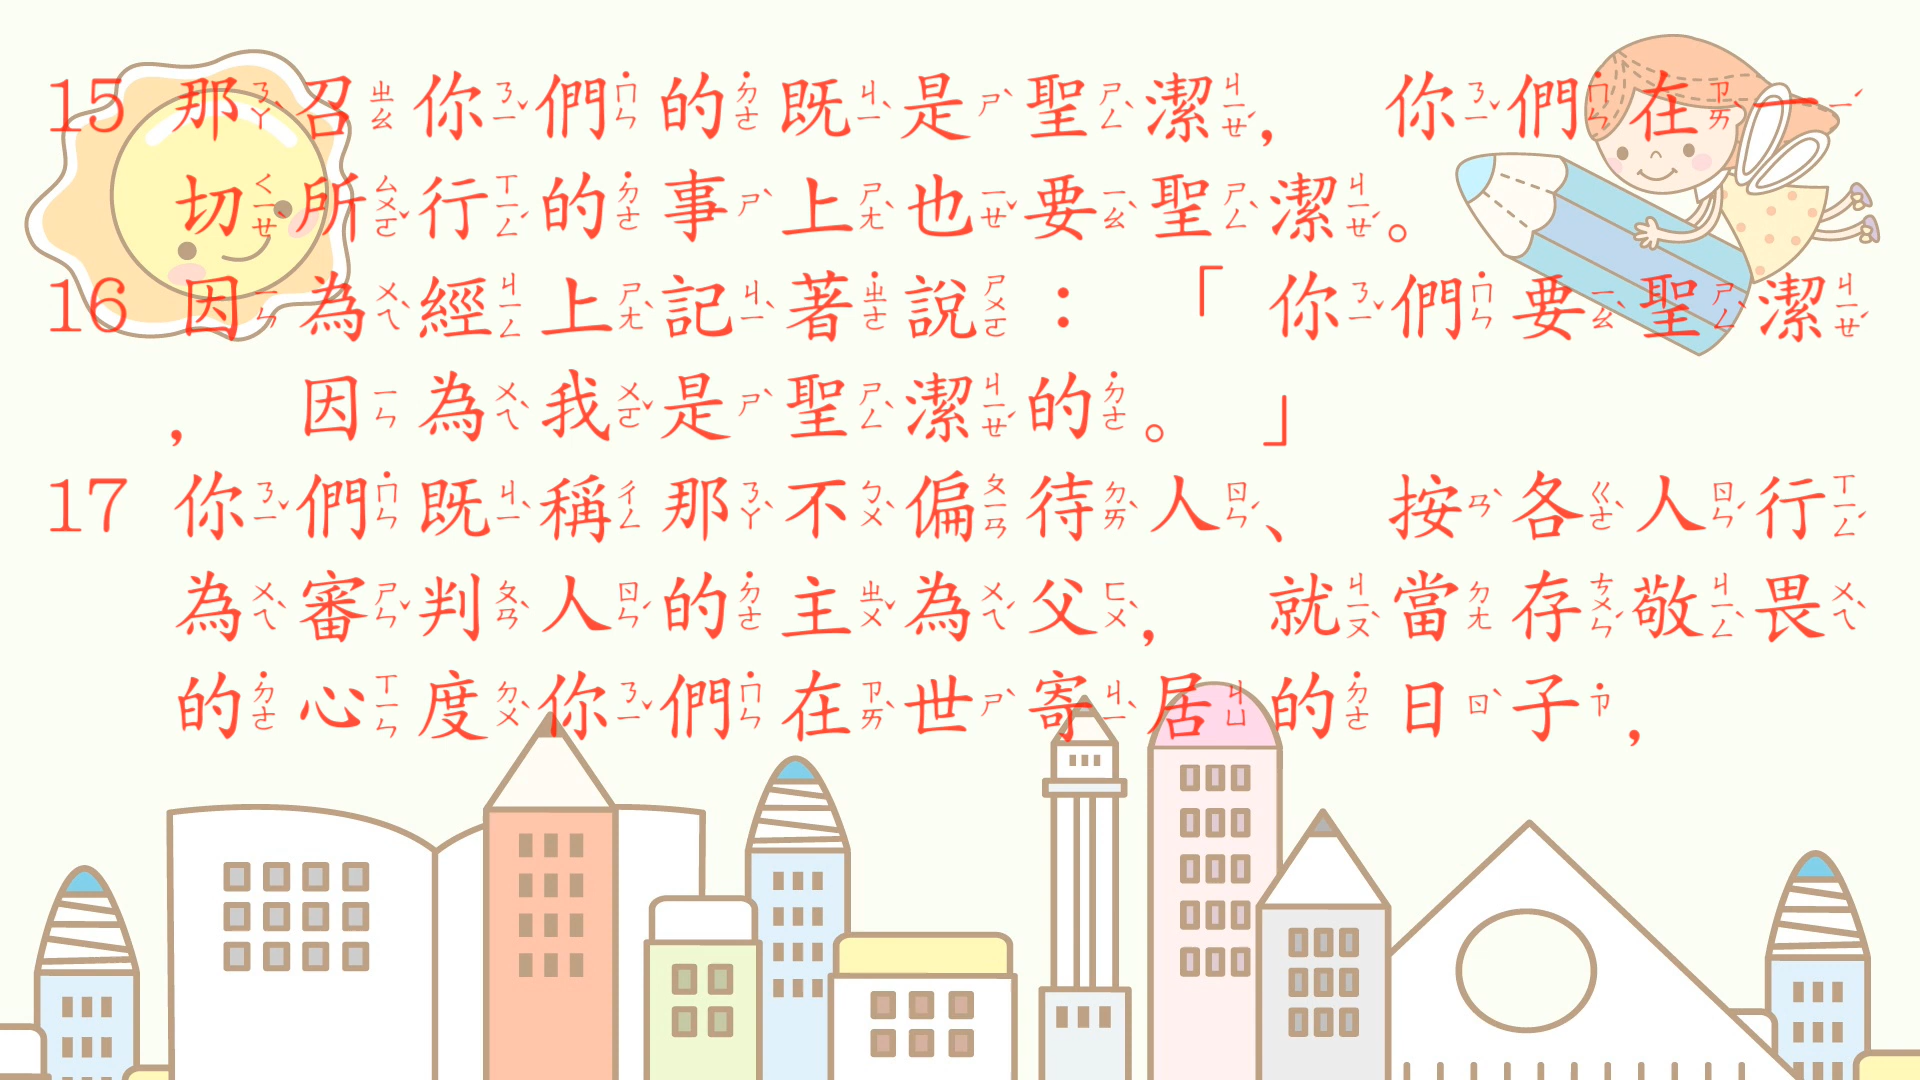 15 那召你們的既是聖潔，你們在一
切所行的事上也要聖潔。
16 因為經上記著說：「你們要聖潔
，因為我是聖潔的。」
17 你們既稱那不偏待人、按各人行
為審判人的主為父，就當存敬畏
的心度你們在世寄居的日子，